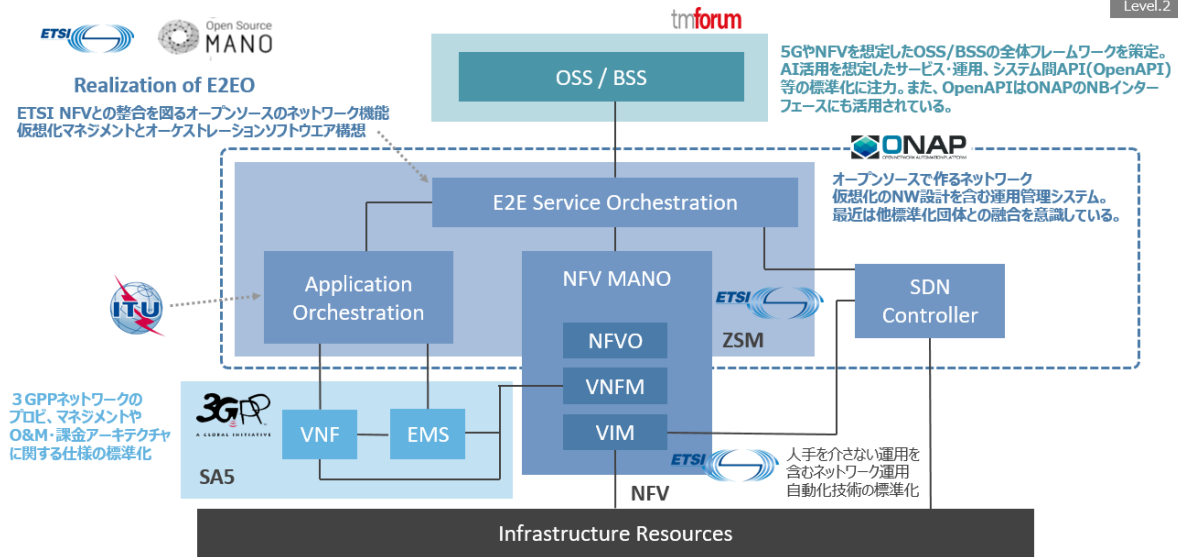 Level.2
ETSI
Open Source
MANO
tmforum
Realization of E2EO
ETSI NFVとの整合を図るオープンソースのネットワーク機能
仮想化マネジメントとオーケストレーションソフトウエア構想
OSS / BSS
5GやNFVを想定したOSS/BSSの全体フレームワークを策定。
AI活用を想定したサービス・運用、システム間API(OpenAPI)
等の標準化に注力。また、OpenAPIはONAPのNBインター
フェースにも活用されている。
ONAP
OPEN NETWORK AUTOMATION PLATFORM
オープンソースで作るネットワーク
仮想化のNW設計を含む運用管理システム。
最近は他標準化団体との融合を意識している。
E2E Service Orchestration
ITU
Application
Orchestration
NFV MANO
ETSI
ZSM
SDN
Controller
NFVO
VNFM
VIM
3GPPネットワークの
プロビ、マネジメントや
O&M・課金アーキテクチャ
に関する仕様の標準化
3GPP
A GLOBAL INITIATIVE
VNF
EMS
SA5
ETSI
人手を介さない運用を
含むネットワーク運用
自動化技術の標準化
NFV
Infrastructure Resources